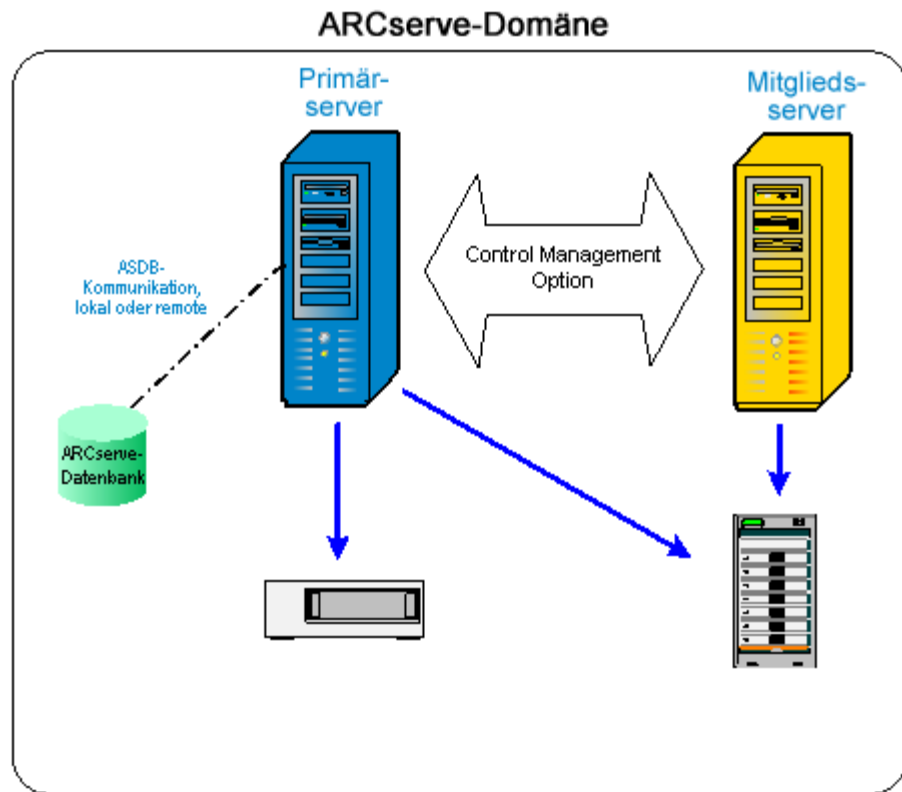 ARCserve-Domäne
Primär-
server
Mitglieds-
server
Control Management
Option
ASDB-
Kommunikation,
lokal oder remote
ARCserve-
Datenbank